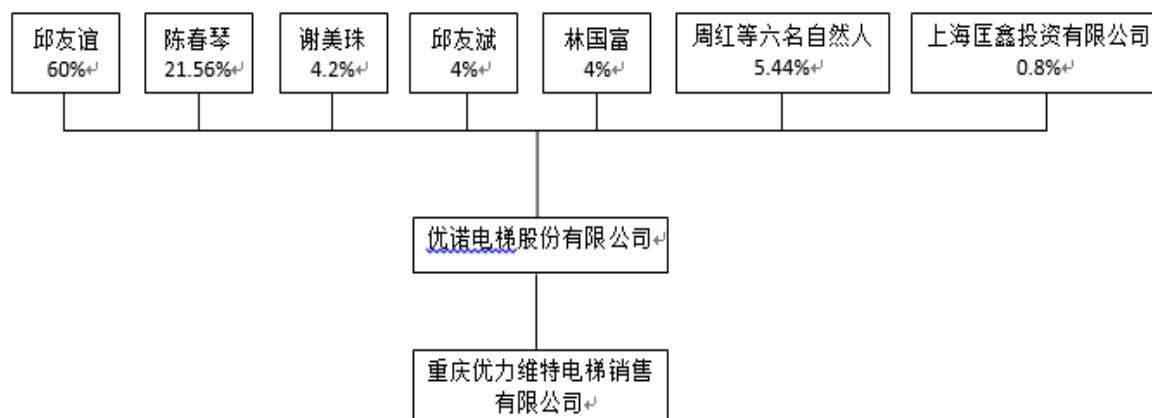 邱友谊
60%
陈春琴
21.56%
谢美珠
4.2%
邱友斌
4%
林国富
4%
周红等六名自然人
5.44%
上海匡鑫投资有限公司
0.8%
优诺电梯股份有限公司
重庆优力维特电梯销售
有限公司